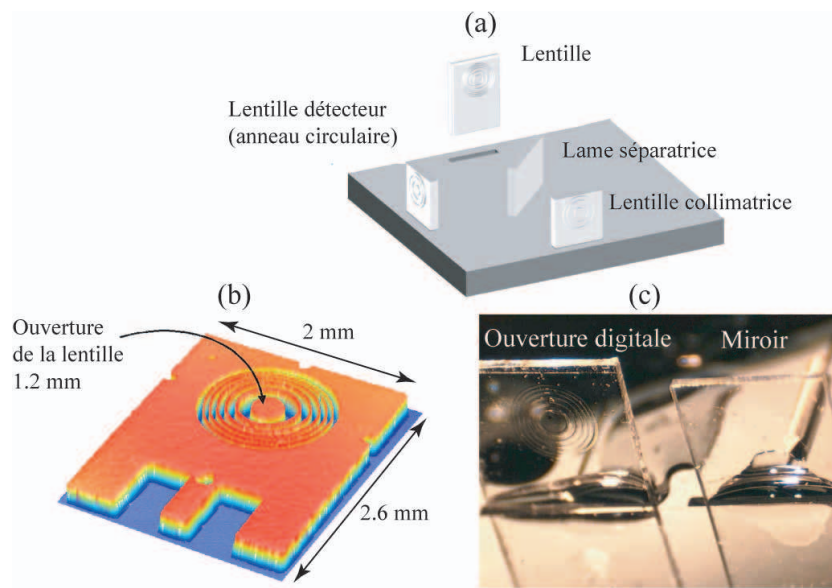 (a)
Lentille
Lentille détecteur
(anneau circulaire)
Lame séparatrice
Lentille collimatrice
(b)
Ouverture
de la lentille
1.2 mm
2 mm
2.6 mm
(c)
Ouverture digitale
Miroir